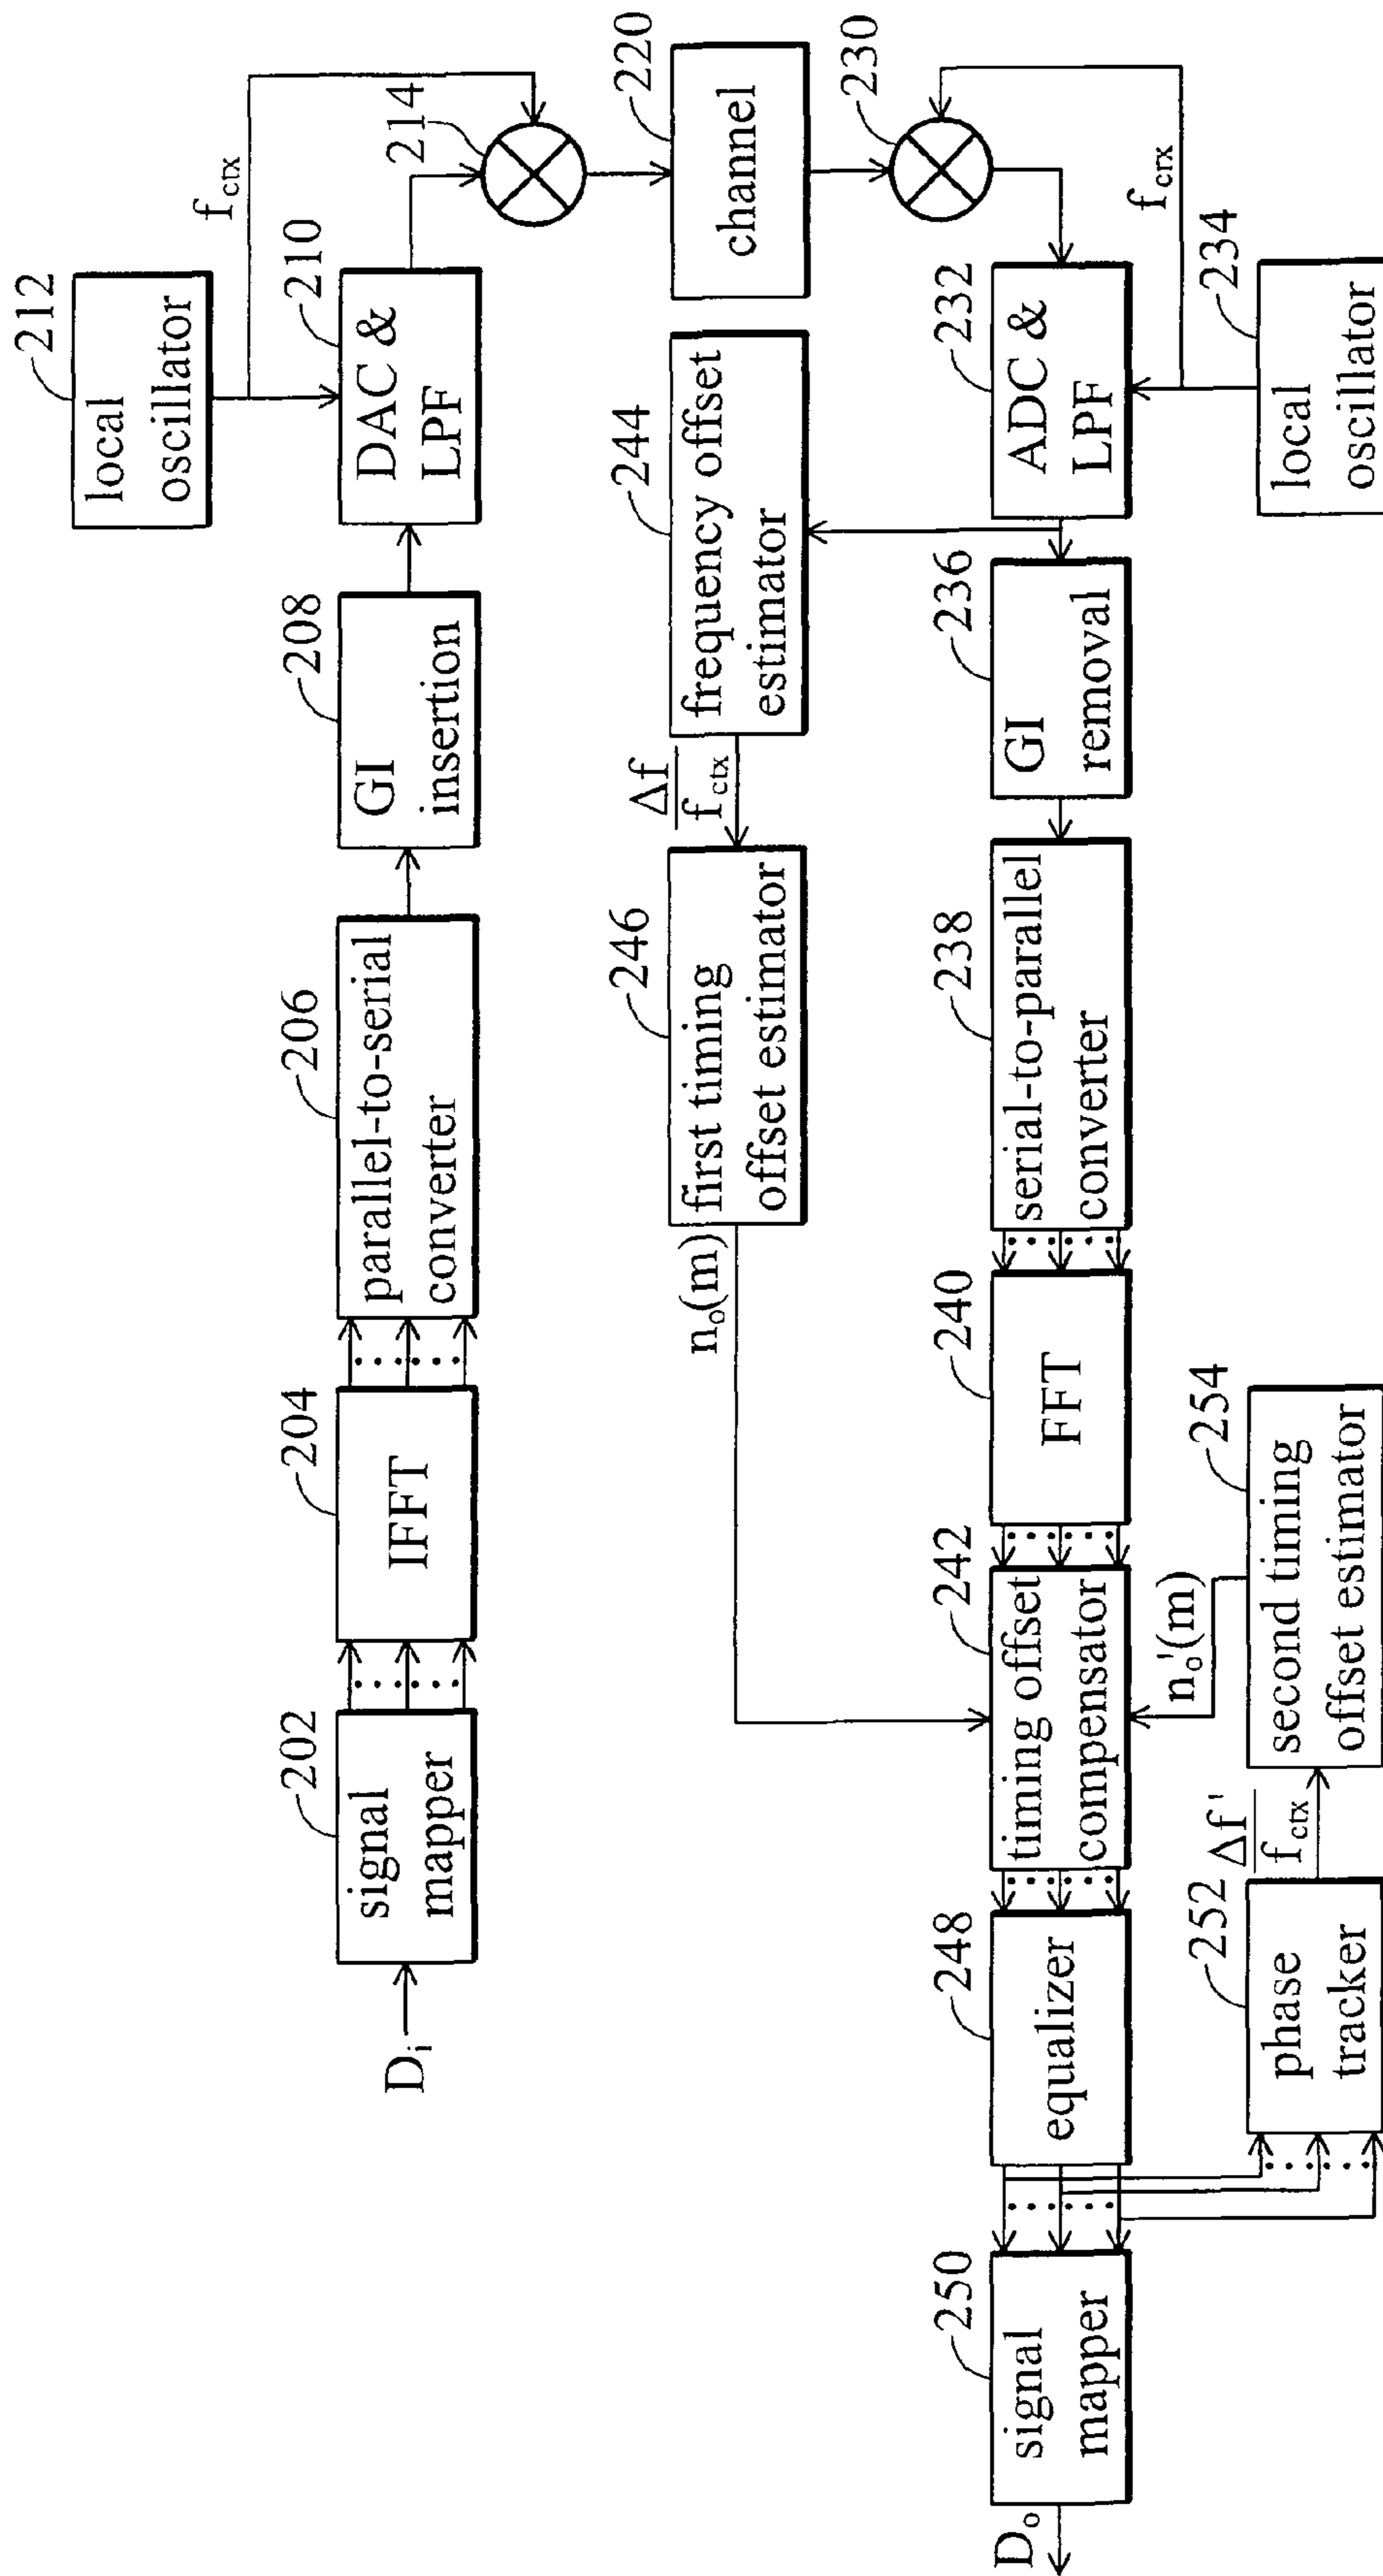 212
local
oscillator
f_ctx
D_i
202
signal
mapper
204
IFFT
206
parallel-to-serial
converter
208
GI
insertion
210
DAC &
LPF
214
220
channel
n_o(m)
246
first timing
offset estimator
Δf
f_ctx
244
frequency offset
estimator
230
D_o
250
signal
mapper
248
equalizer
242
timing offset
compensator
240
FFT
238
serial-to-parallel
converter
236
GI
removal
232
ADC &
LPF
f_crx
n_o'(m)
252
phase
tracker
Δf'
f_ctx
254
second timing
offset estimator
234
local
oscillator